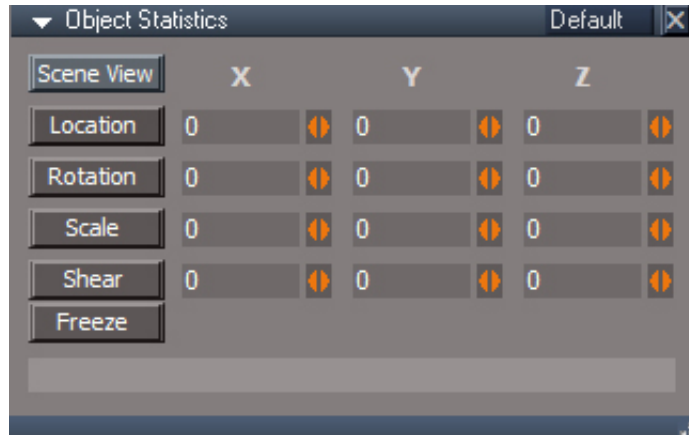 Object Statistics Default X
Scene View X Y Z
Location 0 0 0
Rotation 0 0 0
Scale 0 0 0
Shear 0 0 0
Freeze